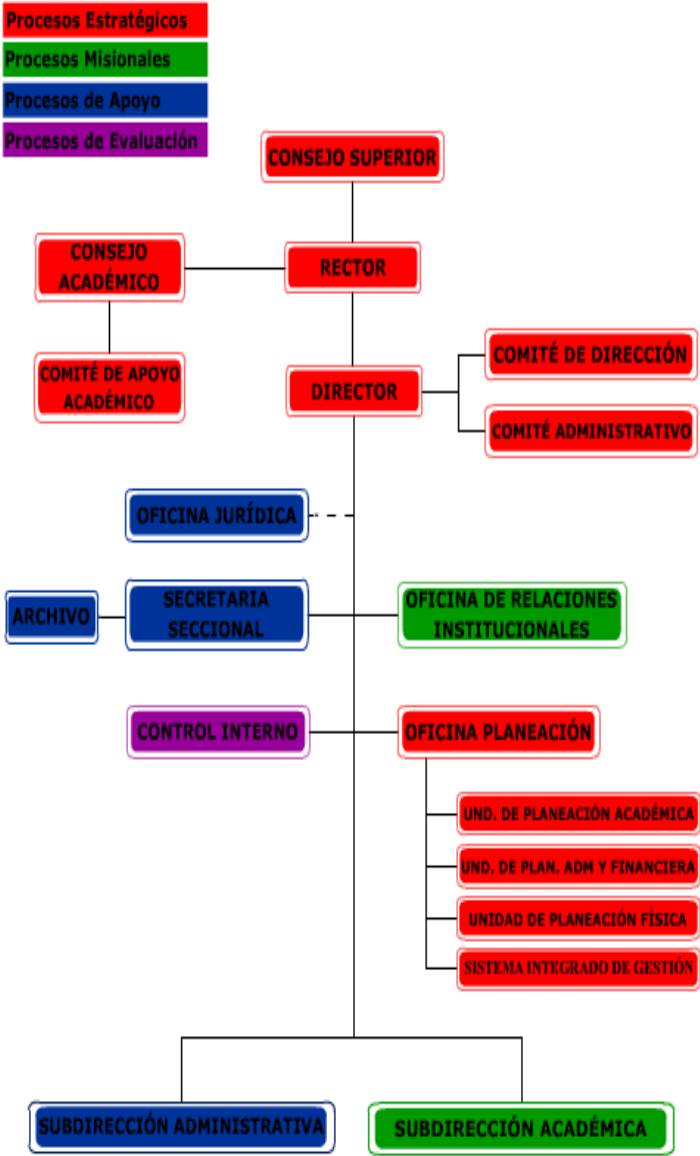 Procesos Estratégicos
Procesos Misionales
Procesos de Apoyo
Procesos de Evaluación
CONSEJO SUPERIOR
CONSEJO
ACADÉMICO
RECTOR
COMITÉ DE APOYO
ACADÉMICO
DIRECTOR
COMITÉ DE DIRECCIÓN
COMITÉ ADMINISTRATIVO
OFICINA JURÍDICA
ARCHIVO
SECRETARIA
SECCIONAL
OFICINA DE RELACIONES
INSTITUCIONALES
CONTROL INTERNO
OFICINA PLANEACIÓN
UND. DE PLANEACIÓN ACADÉMICA
UND. DE PLAN. ADM Y FINANCIERA
UNIDAD DE PLANEACIÓN FÍSICA
SISTEMA INTEGRADO DE GESTIÓN
SUBDIRECCIÓN ADMINISTRATIVA
SUBDIRECCIÓN ACADÉMICA